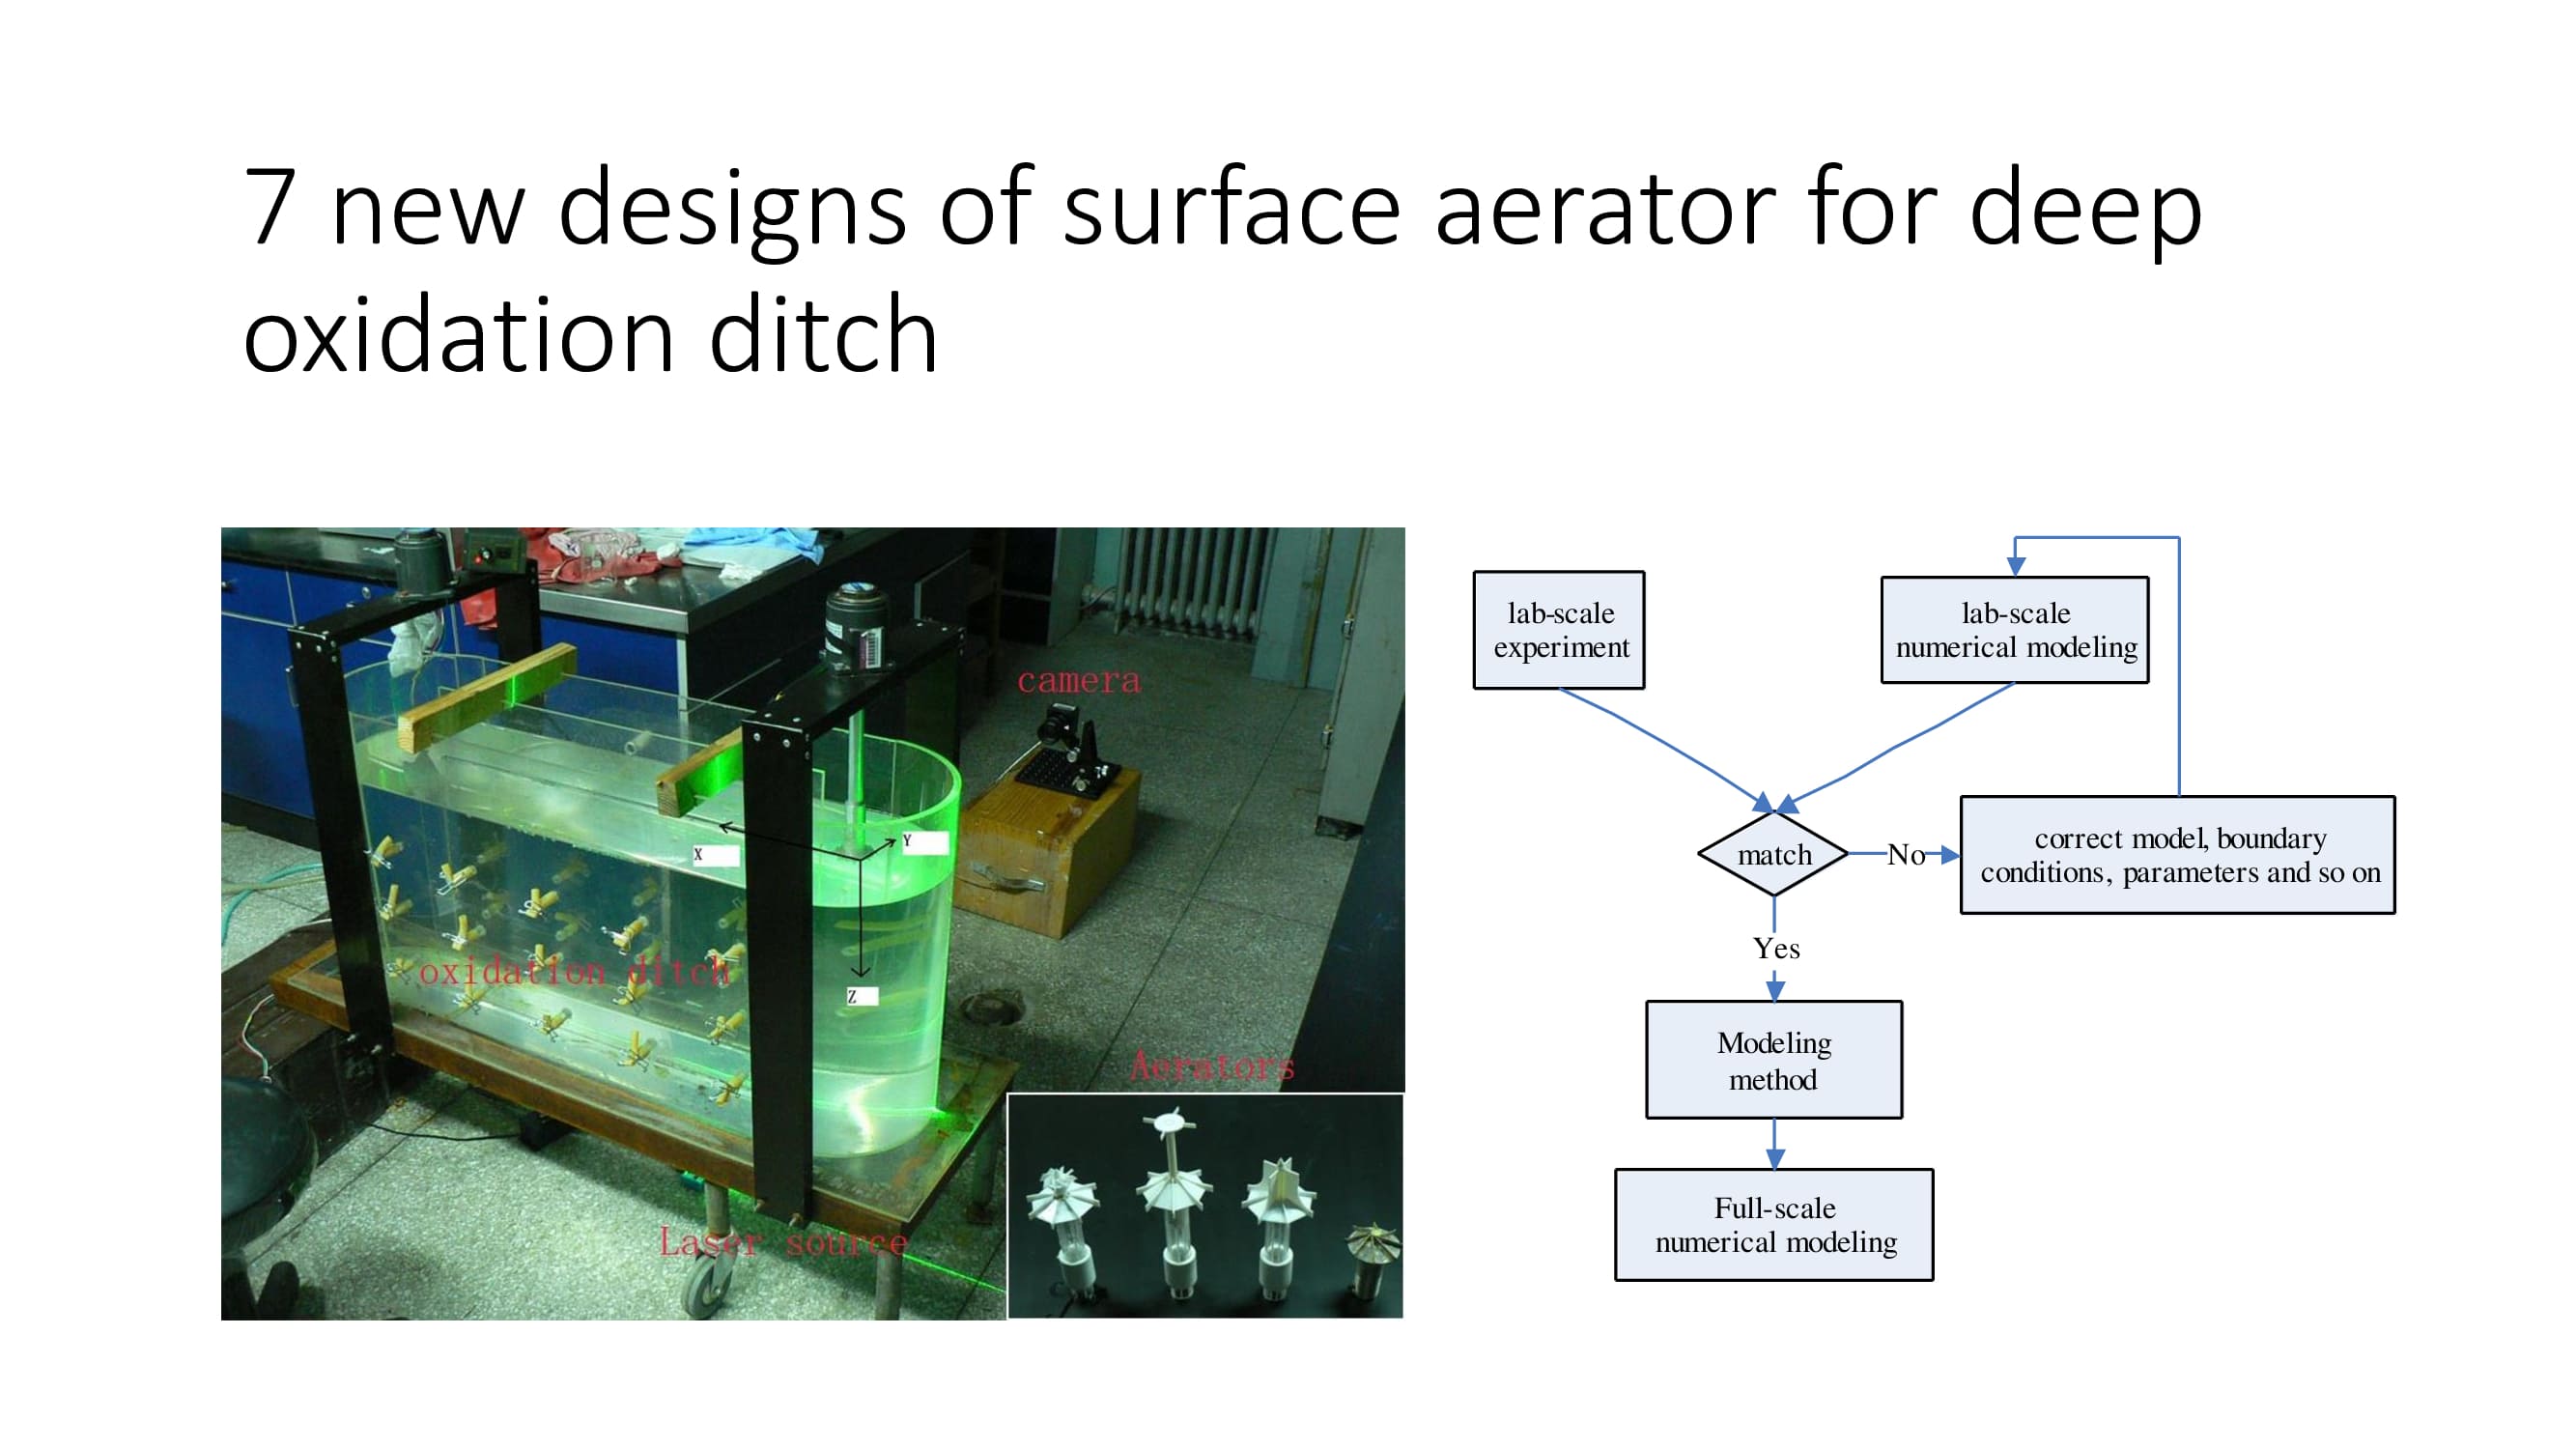 7 new designs of surface aerator for deep
oxidation ditch
camera
X
Y
Z
oxidation ditch
Aerators
Laser source
lab-scale
experiment
lab-scale
numerical modeling
match
No
correct model, boundary
conditions, parameters and so on
Yes
Modeling
method
Full-scale
numerical modeling